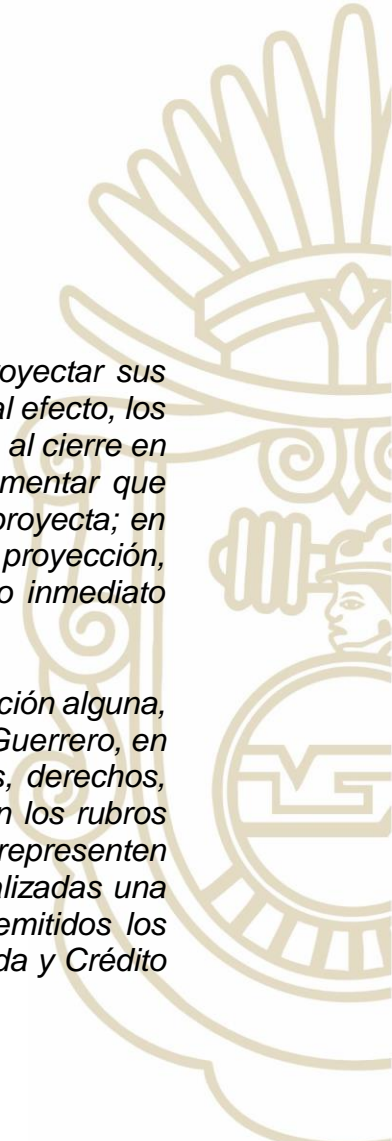 royectar sus
al efecto, los
al cierre en
mentar que
proyecta; en
proyección,
o inmediato
ción alguna,
Guerrero, en
s, derechos,
n los rubros
representen
alizadas una
emitidos los
da y Crédito